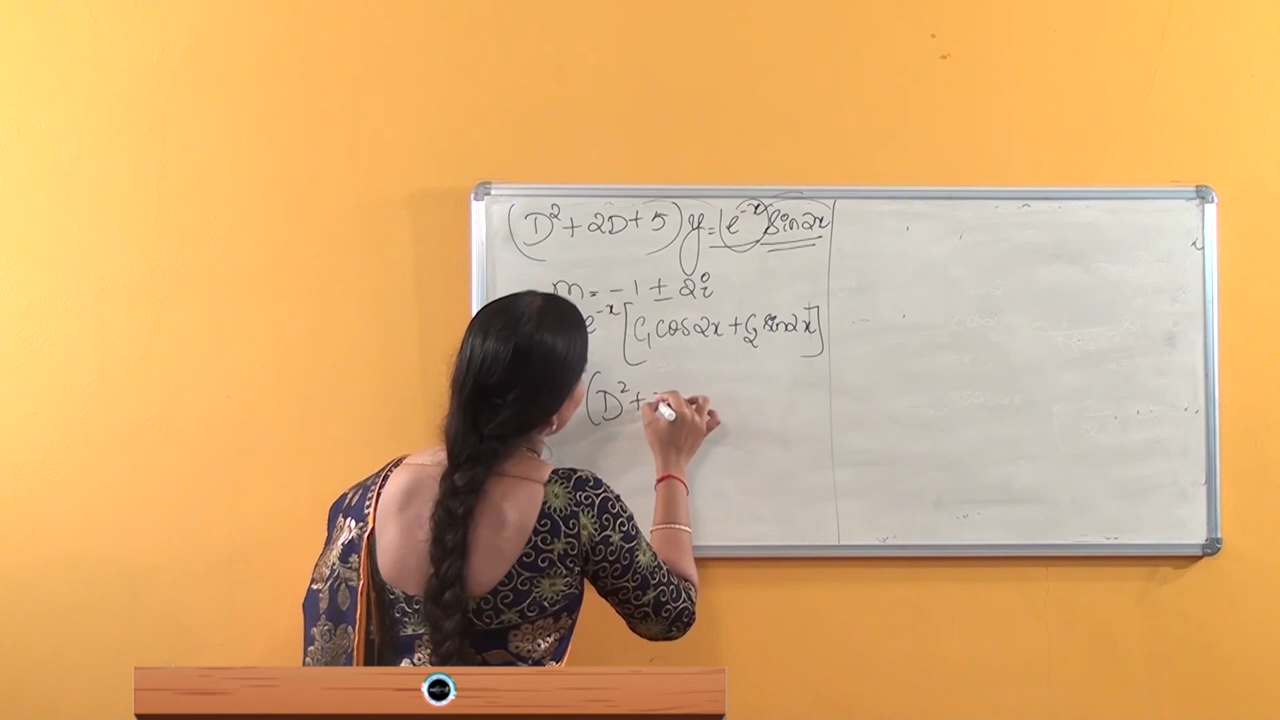 (D²+2D+5)y=e⁻ˣ sin2x
m=-1±2i
e⁻ˣ[C₁cos2x+C₂sin2x]
(D²+